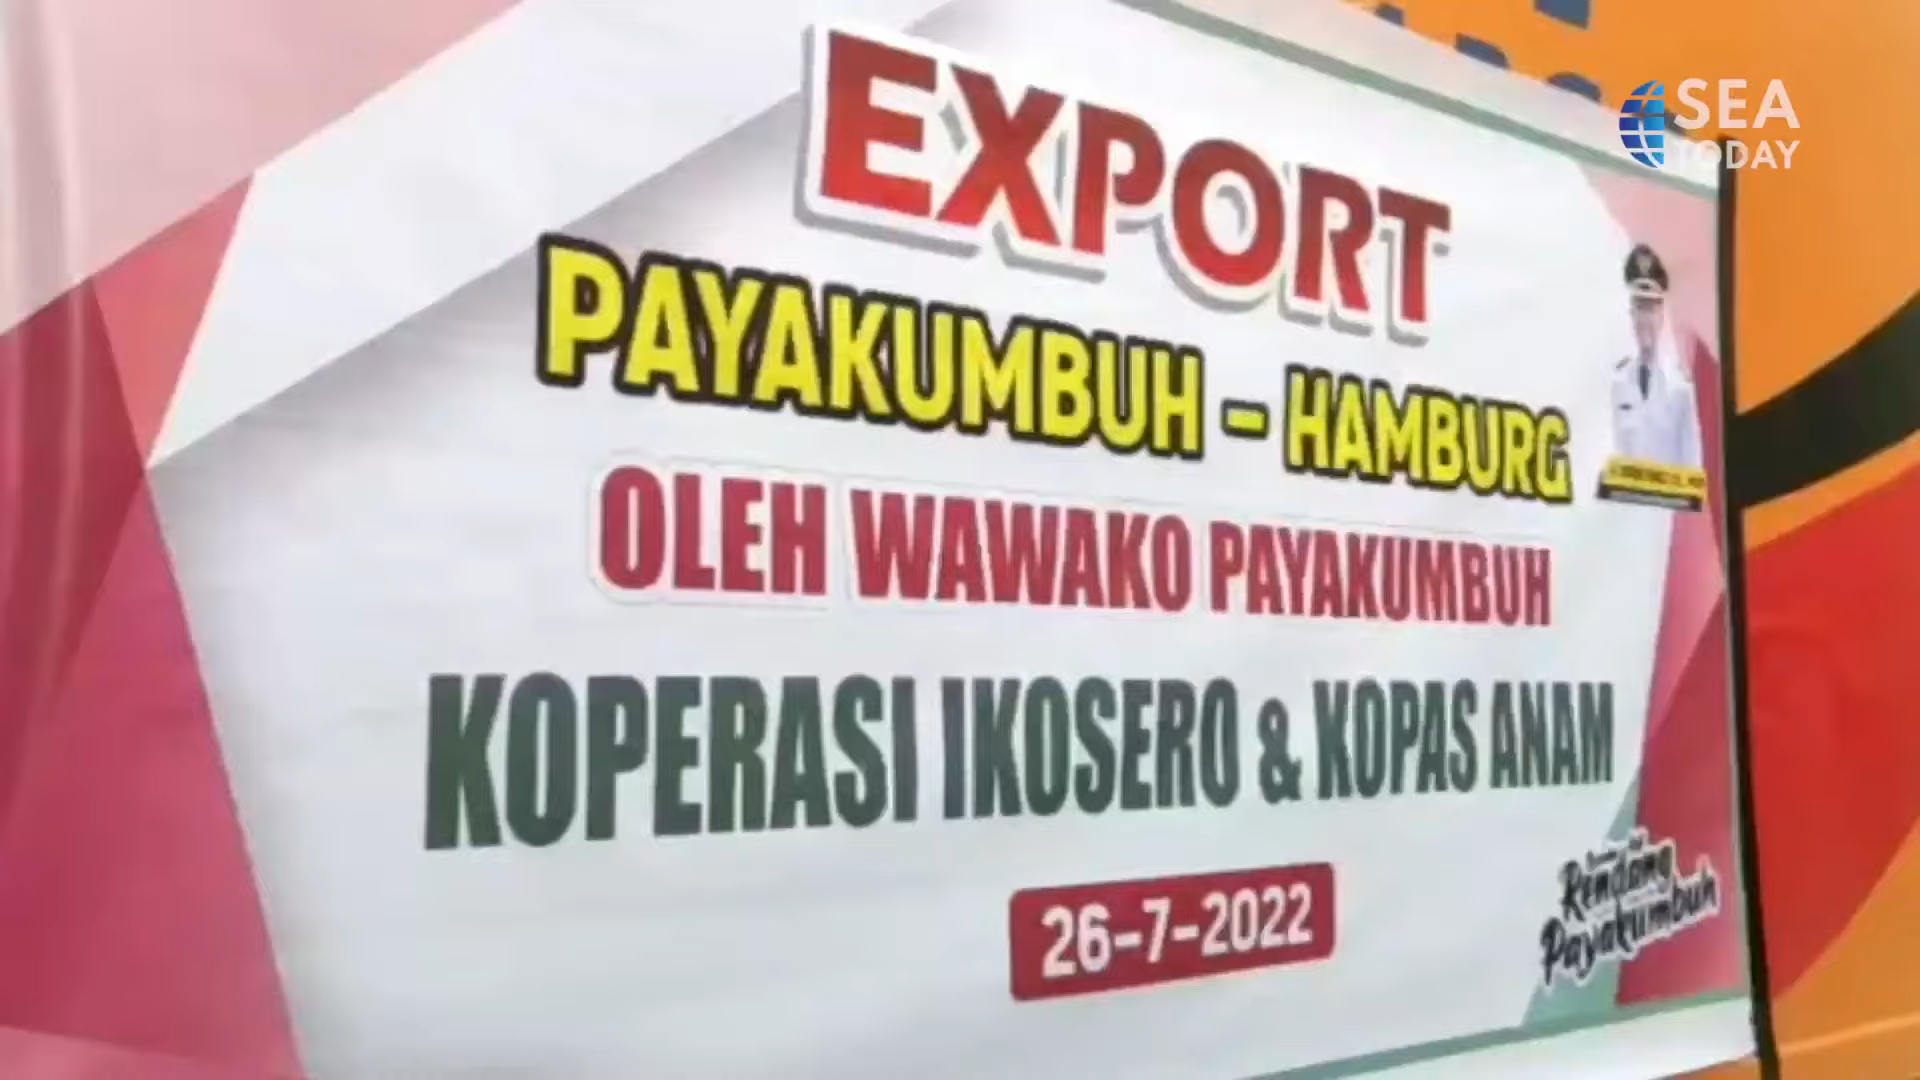 EXPORT
PAYAKUMBUH - HAMBURG
OLEH WAWAKO PAYAKUMBUH
KOPERASI IKOSERO & KOPAS ANAM
26-7-2022
Rendang
Payakumbuh
SEA
TODAY